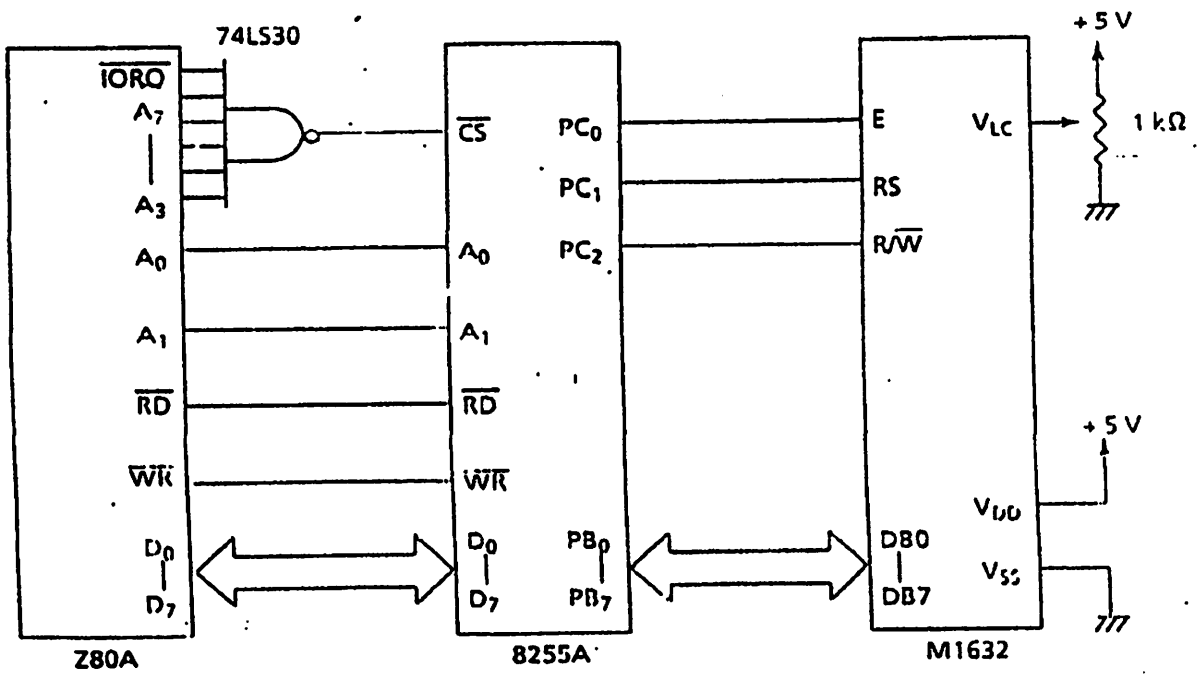 74LS30
+ 5 V
IORQ
A7
A3
A0
A1
RD
WR
D0
D7
CS
A0
A1
RD
WR
D0
D7
PC0
PC1
PC2
PB0
PB7
E
RS
R/W
DB0
DB7
VLC
1 kΩ
+ 5 V
VDD
VSS
Z80A
8255A
M1632